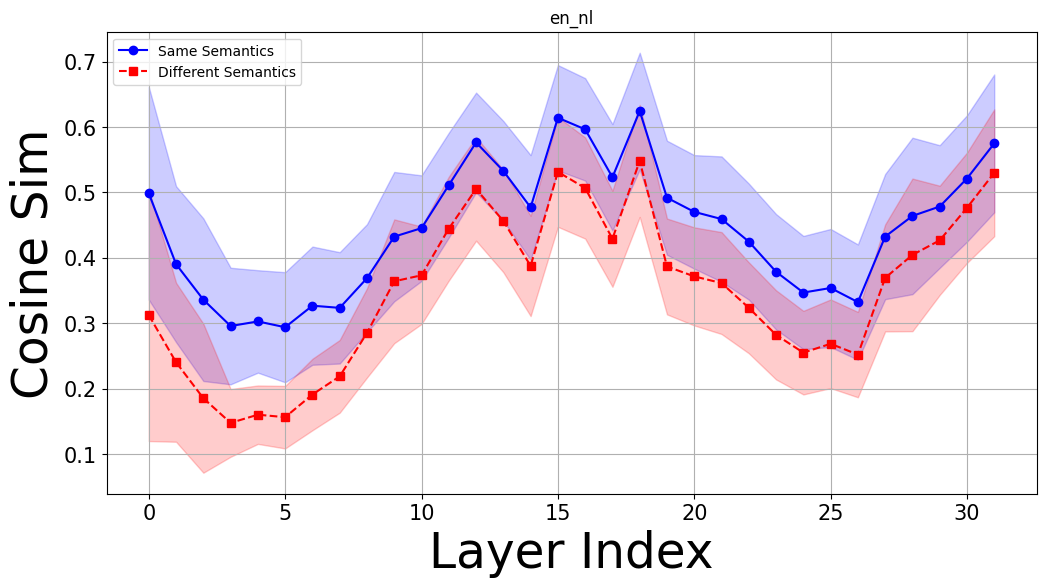 en_nl
Same Semantics
Different Semantics
Cosine Sim
0.7
0.6
0.5
0.4
0.3
0.2
0.1
0 5 10 15 20 25 30
Layer Index